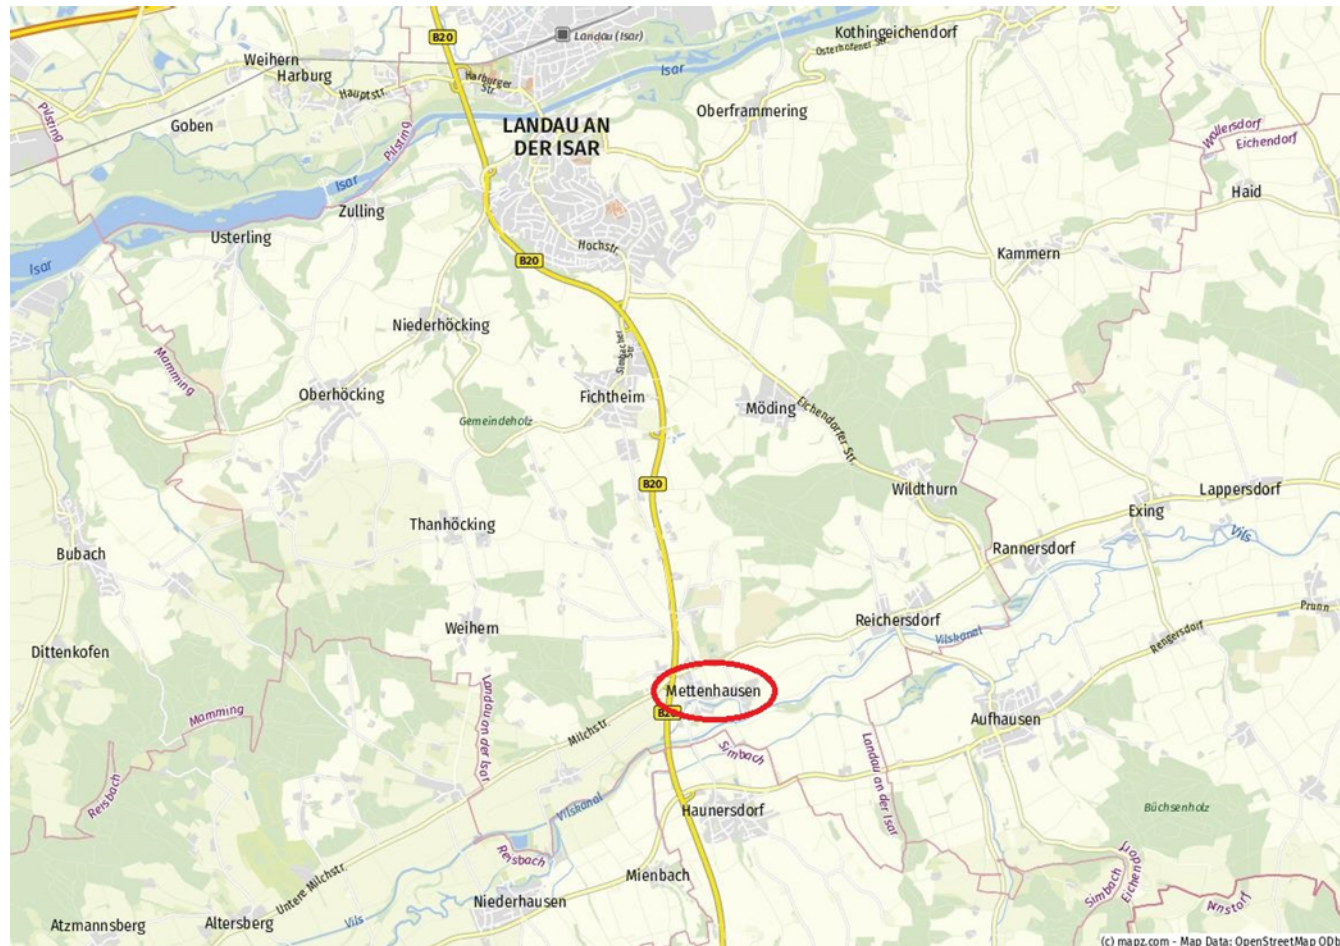 Kothingeichendorf
B20
Landau (Isar)
Osterhofener Str.
Weihern
Harburg
Isar
Harburger
Str.
Hauptstr.
Oberframmering
Pilsting
Goben
LANDAU AN
DER ISAR
Pilsting
Wallersdorf
Eichendorf
Isar
Haid
Zulling
Usterling
Hochstr.
Kammern
B20
Isar
Niederhöcking
Simbacher
Str.
Mamming
Oberhöcking
Fichtheim
Möding
Gemeindeholz
Eichendorfer Str.
B20
Wildthurn
Lappersdorf
Exing
Thanhöcking
Vils
Bubach
Rannersdorf
Prunn
Reichersdorf
Weihern
Vilskanal
Rengersdorf
Dittenkofen
Mettenhausen
Landau an der Isar
Mamming
B20
Aufhausen
Milchstr.
Simbach
Landau an der Isar
Reisbach
Vilskanal
Haunersdorf
Büchsenholz
Reisbach
Mienbach
Simbach
Eichendorf
Untere Milchstr.
Niederhausen
Arnstorf
Atzmannsberg
Altersberg
Vils
(c) mapz.com - Map Data: OpenStreetMap ODbL